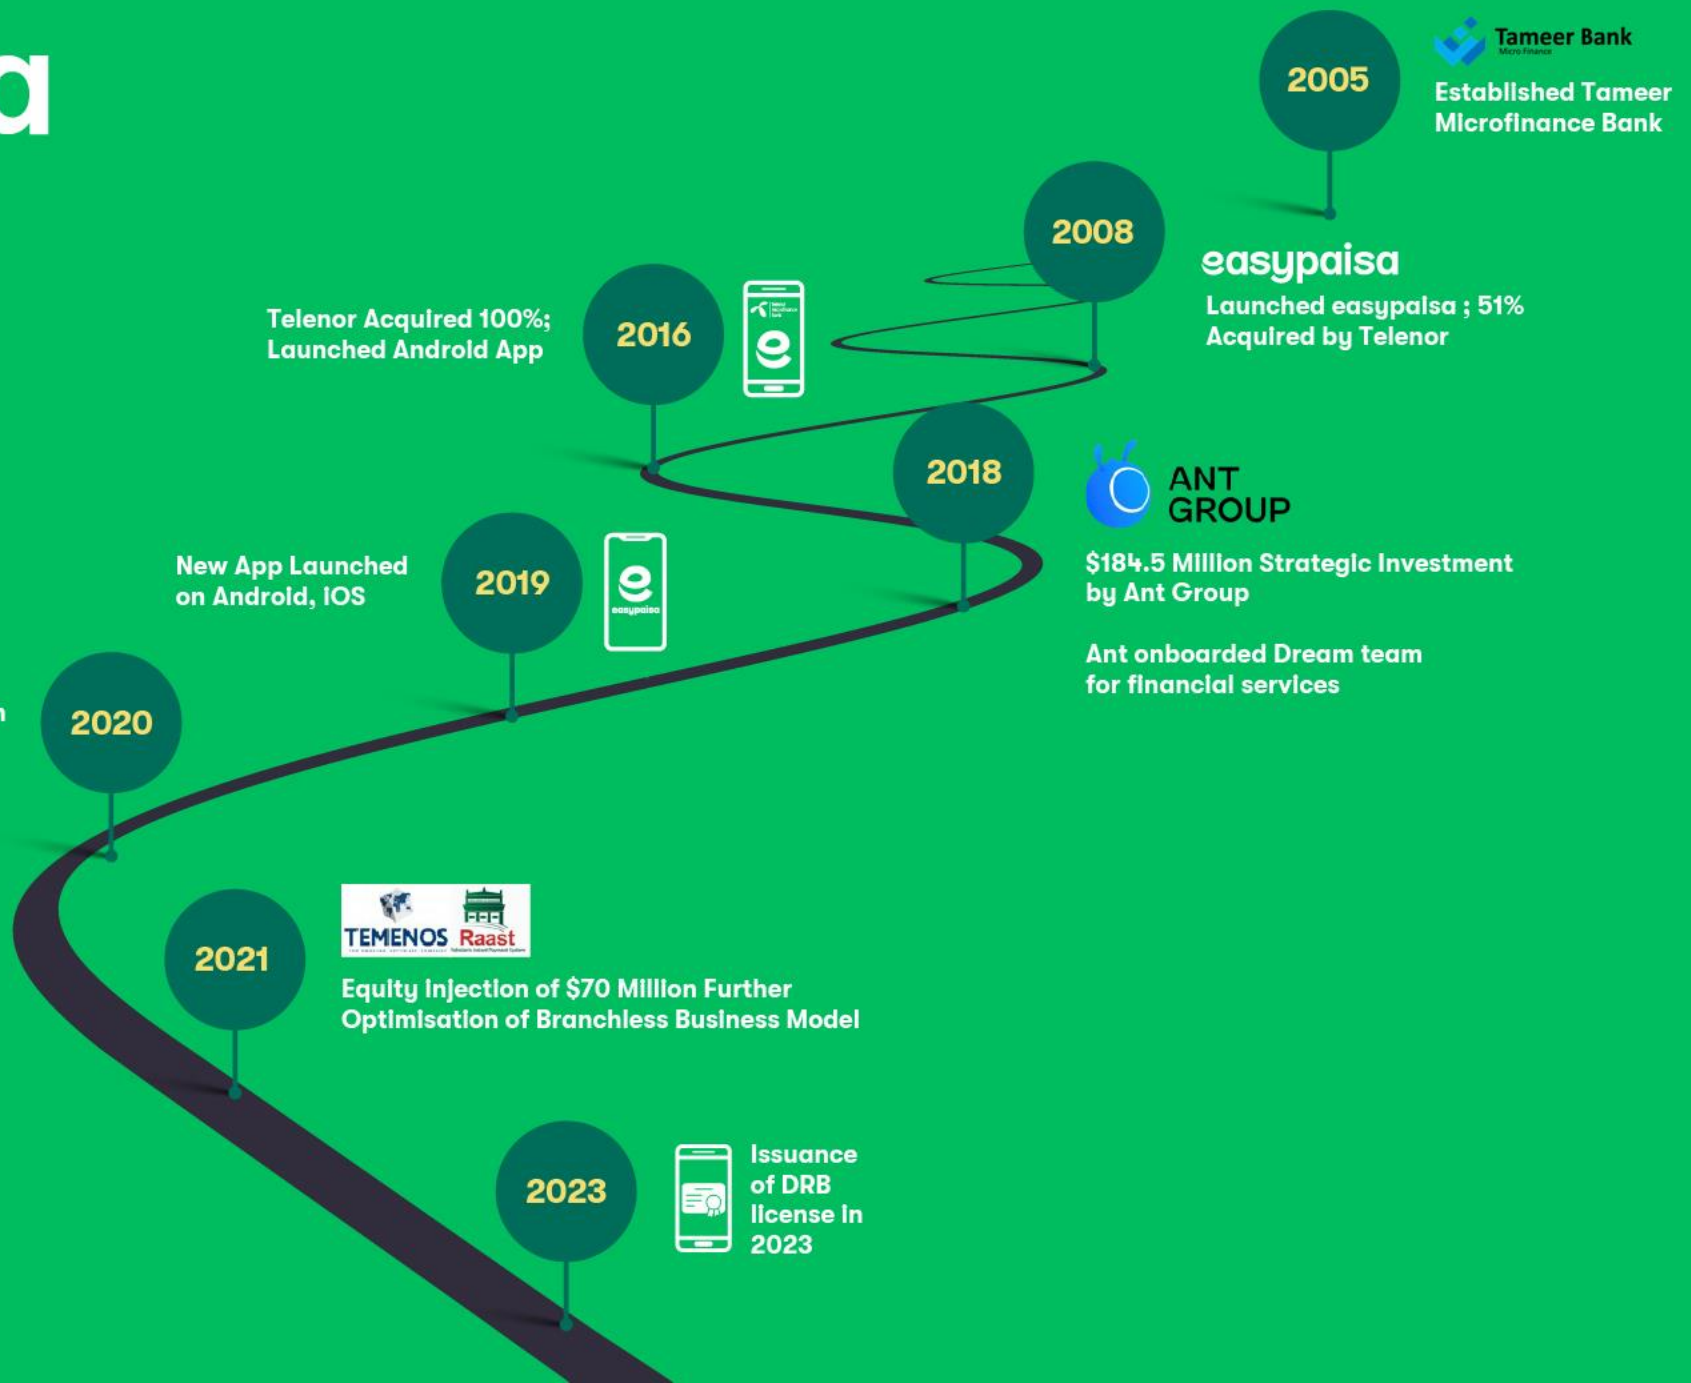 a
2005
Tameer Bank
Micro Finance
Established Tameer
Microfinance Bank
2008
easypaisa
Launched easypaisa ; 51%
Acquired by Telenor
Telenor Acquired 100%;
Launched Android App
2016
e
2018
ANT
GROUP
$184.5 Million Strategic Investment
by Ant Group
Ant onboarded Dream team
for financial services
New App Launched
on Android, iOS
2019
e
easypaisa
n
2020
2021
TEMENOS
Raast
Equity injection of $70 Million Further
Optimisation of Branchless Business Model
2023
Issuance
of DRB
license in
2023